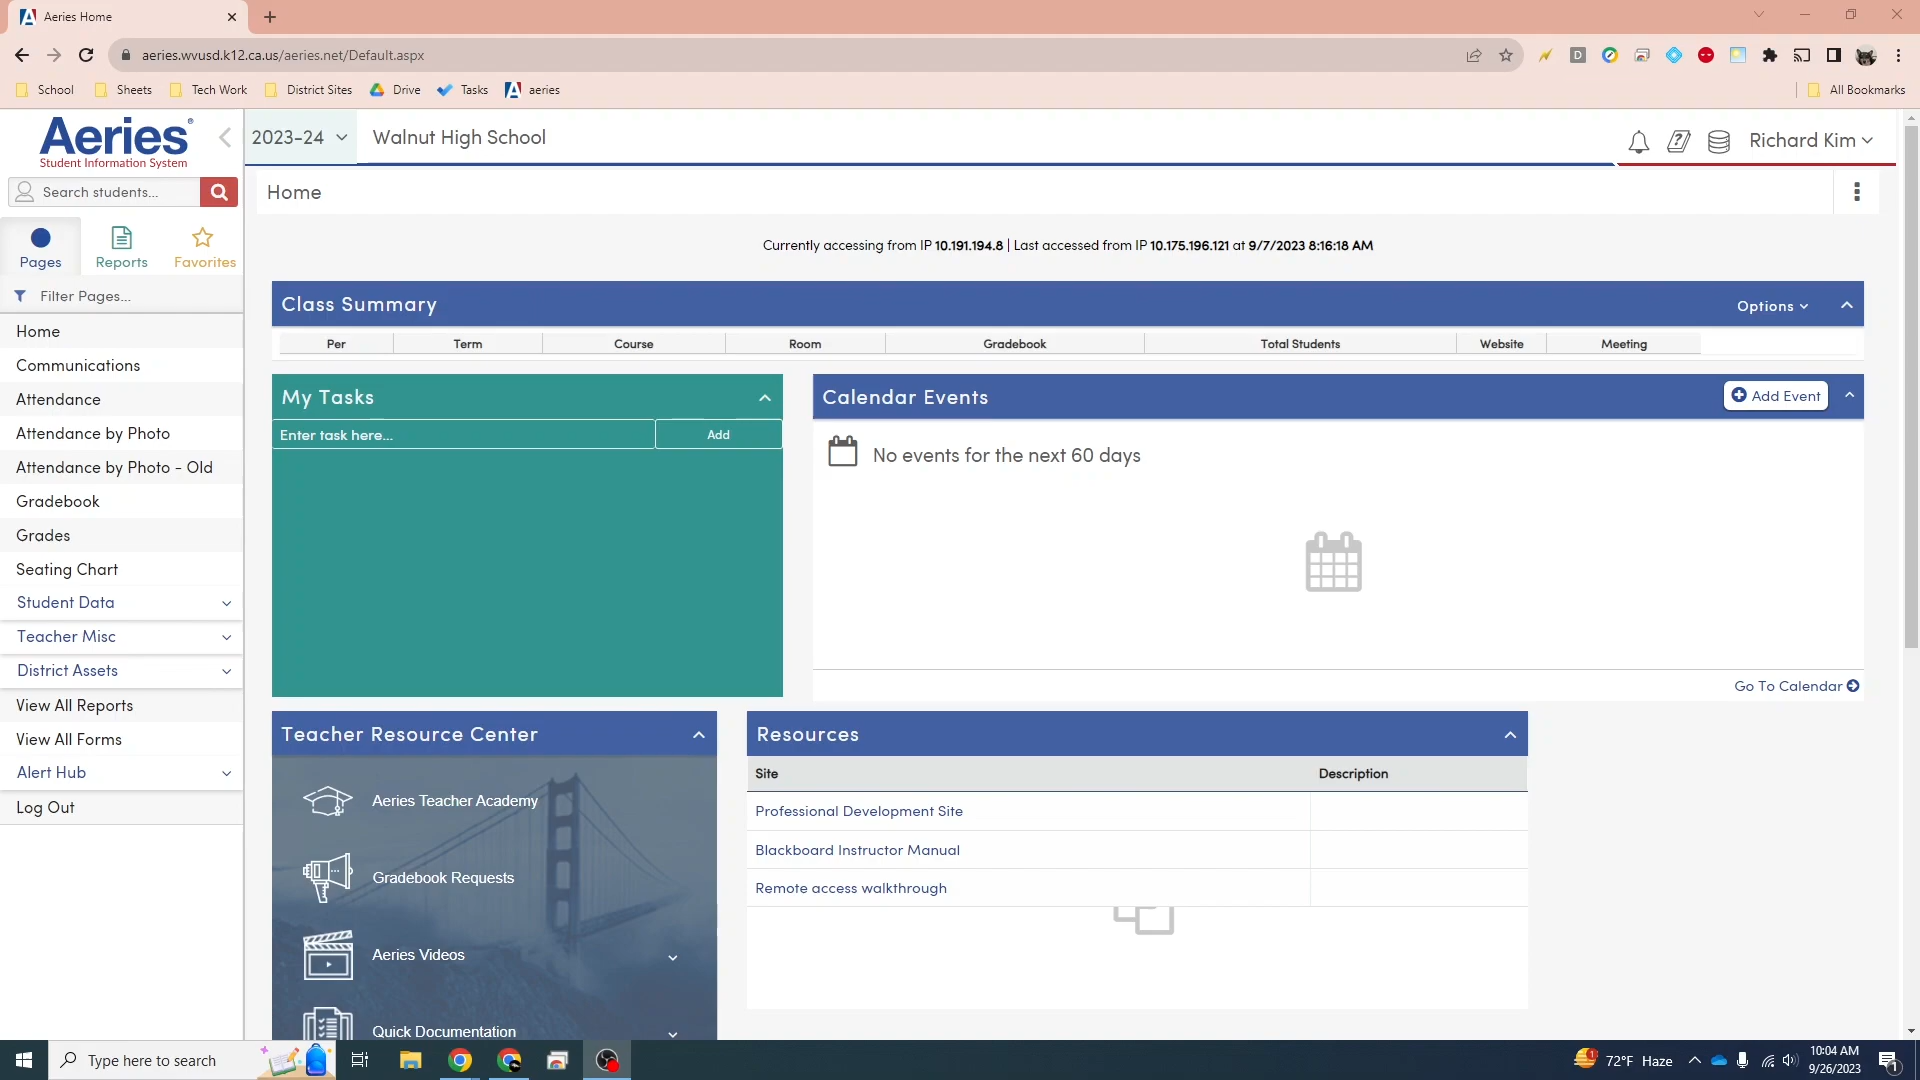 Aeries Home
aeries.wvusd.k12.ca.us/aeries.net/Default.aspx
School
Sheets
Tech Work
District Sites
Drive
Tasks
aeries
All Bookmarks
Aeries
Student Information System
2023-24
Walnut High School
Richard Kim
Search students...
Pages
Reports
Favorites
Filter Pages...
Home
Communications
Attendance
Attendance by Photo
Attendance by Photo - Old
Gradebook
Grades
Seating Chart
Student Data
Teacher Misc
District Assets
View All Reports
View All Forms
Alert Hub
Log Out
Home
Currently accessing from IP 10.191.194.8 | Last accessed from IP 10.175.196.121 at 9/7/2023 8:16:18 AM
Class Summary
Options
Per Term Course Room Gradebook Total Students Website Meeting
My Tasks
Enter task here...
Add
Calendar Events
Add Event
No events for the next 60 days
Go To Calendar
Teacher Resource Center
Aeries Teacher Academy
Gradebook Requests
Aeries Videos
Quick Documentation
Resources
Site Description
Professional Development Site
Blackboard Instructor Manual
Remote access walkthrough
Type here to search
1
72°F Haze
10:04 AM
9/26/2023
1